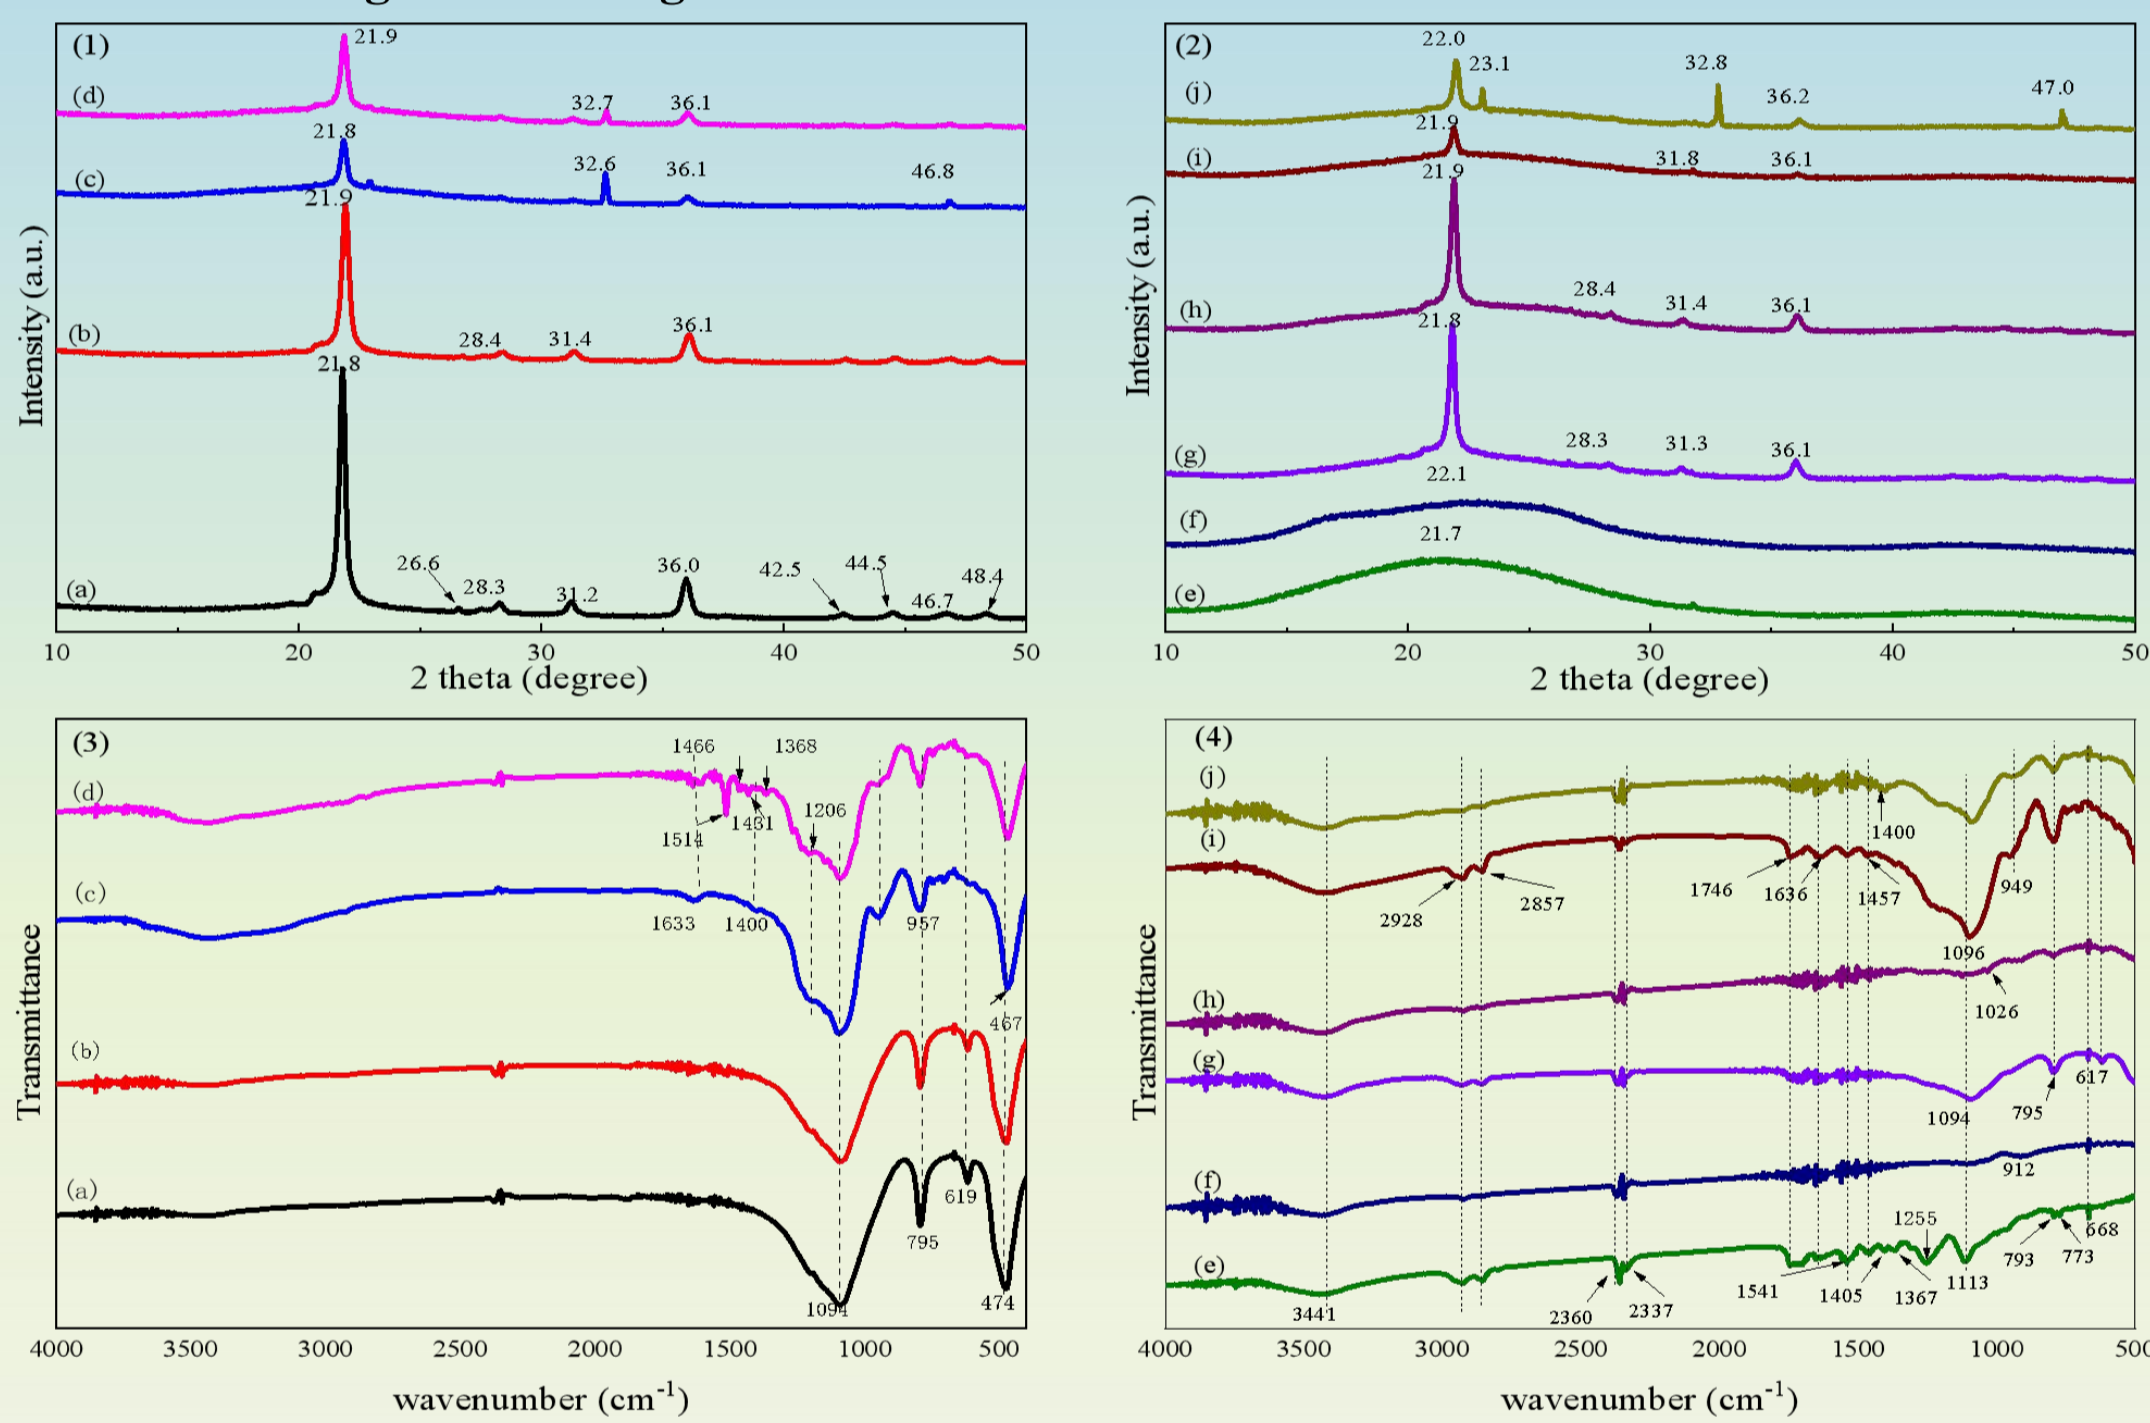 (1)
21.9
(d)
32.7
36.1
21.8
(c)
32.6
36.1
46.8
21.9
(b)
28.4
31.4
36.1
21.8
(a)
26.6
28.3
31.2
36.0
42.5
44.5
46.7
48.4
Intensity (a.u.)
10 20 30 40 50
2 theta (degree)
(2)
22.0
23.1
32.8
36.2
47.0
(j)
21.9
(i)
31.8
36.1
21.9
(h)
28.4
31.4
36.1
21.8
(g)
28.3
31.3
36.1
22.1
(f)
21.7
(e)
Intensity (a.u.)
10 20 30 40 50
2 theta (degree)
(3)
1466
1368
(d)
1206
1514
1431
(c)
1633
1400
957
467
(b)
(a)
619
795
1094
474
Transmittance
4000 3500 3000 2500 2000 1500 1000 500
wavenumber (cm⁻¹)
(4)
(j)
1400
(i)
2928
2857
1746
1636
1457
949
1096
(h)
1026
(g)
617
795
1094
(f)
912
1255
668
(e)
793
773
1541
1405
1367
1113
3441
2360
2337
Transmittance
4000 3500 3000 2500 2000 1500 1000 500
wavenumber (cm⁻¹)